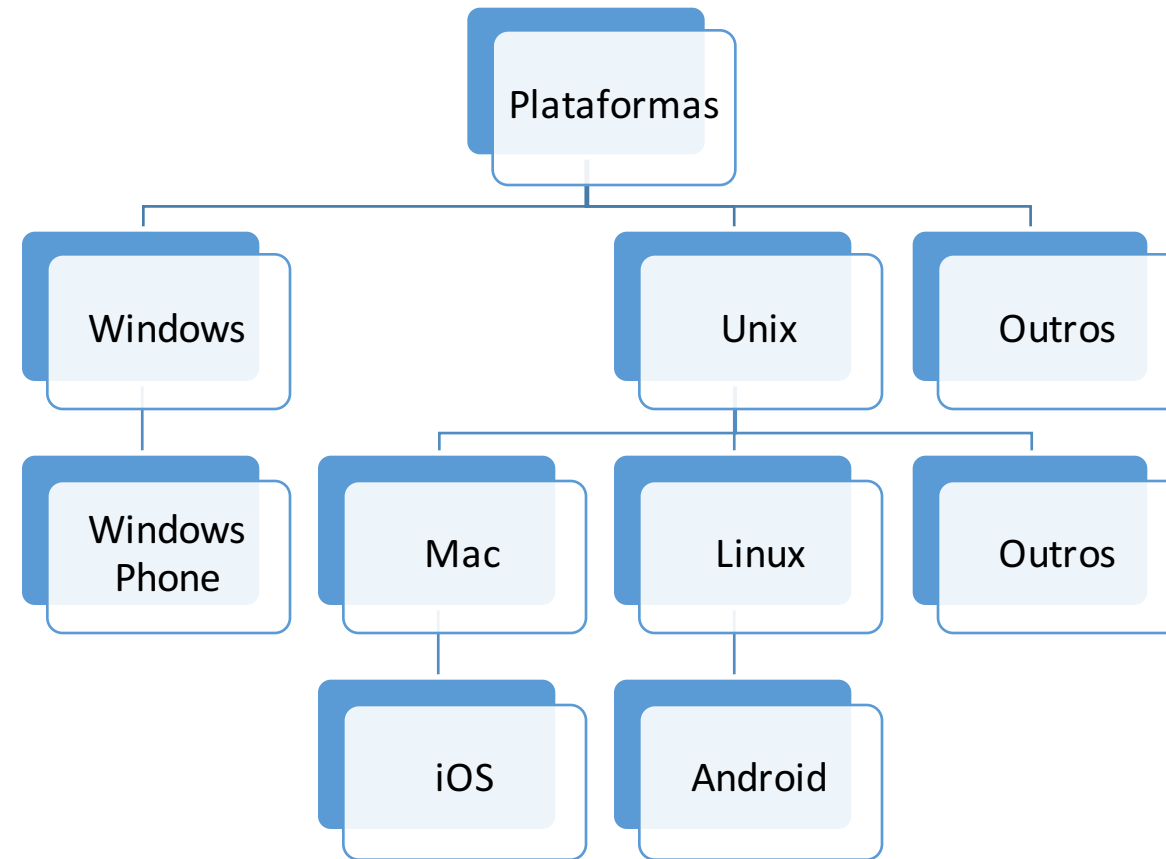 Plataformas
Windows
Unix
Outros
Windows
Phone
Mac
Linux
Outros
iOS
Android